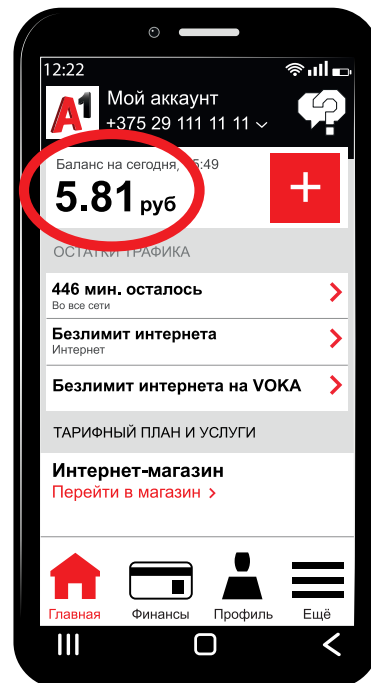 12:22
A1
Мой аккаунт
+375 29 111 11 11
Баланс на сегодня, 5:49
5.81 руб
ОСТАТКИ ТРАФИКА
446 мин. осталось
Во все сети
Безлимит интернета
Интернет
Безлимит интернета на VOKA
ТАРИФНЫЙ ПЛАН И УСЛУГИ
Интернет-магазин
Перейти в магазин >
Главная Финансы Профиль Ещё